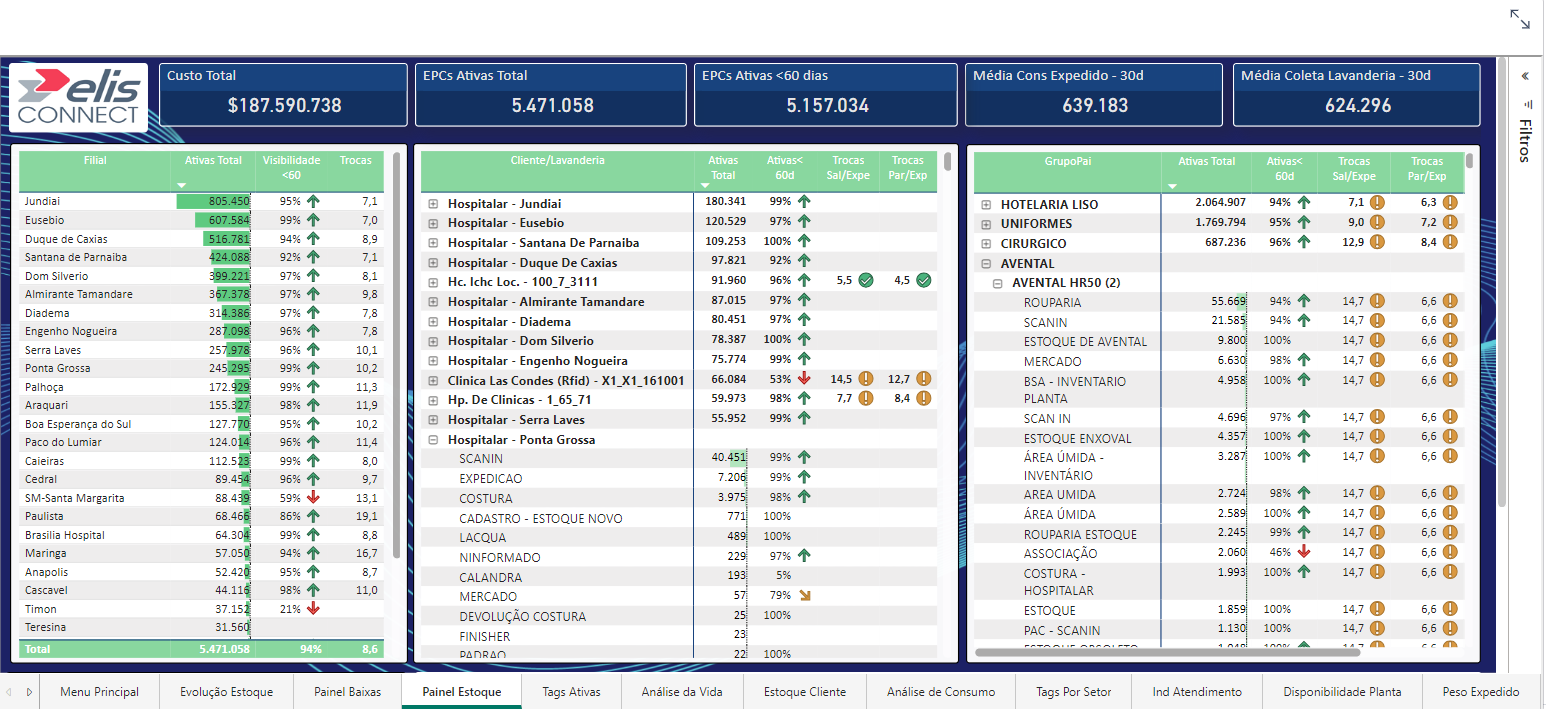 elis
CONNECT
Custo Total
$187.590.738
EPCs Ativas Total
5.471.058
EPCs Ativas <60 dias
5.157.034
Média Cons Expedido - 30d
639.183
Média Coleta Lavanderia - 30d
624.296
Filtros
Filial Ativas Total Visibilidade <60 Trocas
Jundiai 805.450 95% 7,1
Eusebio 607.584 99% 7,0
Duque de Caxias 516.781 94% 8,9
Santana de Parnaiba 424.088 92% 7,1
Dom Silverio 399.221 97% 8,1
Almirante Tamandare 367.378 97% 9,8
Diadema 314.386 97% 7,8
Engenho Nogueira 287.098 96% 7,8
Serra Laves 257.978 96% 10,1
Ponta Grossa 245.295 99% 10,2
Palhoça 172.929 99% 11,3
Araquari 155.327 98% 11,9
Boa Esperança do Sul 127.770 95% 10,2
Paco do Lumiar 124.014 96% 11,4
Caieiras 112.523 99% 8,0
Cedral 89.454 96% 9,7
SM-Santa Margarita 88.439 59% 13,1
Paulista 68.466 86% 19,1
Brasilia Hospital 64.304 99% 8,8
Maringa 57.050 94% 16,7
Anapolis 52.420 95% 8,7
Cascavel 44.116 98% 11,0
Timon 37.152 21%
Teresina 31.560
Total 5.471.058 94% 8,6
Cliente/Lavanderia Ativas Total Ativas< 60d Trocas Sal/Expe Trocas Par/Exp
Hospitalar - Jundiai 180.341 99%
Hospitalar - Eusebio 120.529 97%
Hospitalar - Santana De Parnaiba 109.253 100%
Hospitalar - Duque De Caxias 97.821 92%
Hc. Ichc Loc. - 100_7_3111 91.960 96% 5,5 4,5
Hospitalar - Almirante Tamandare 87.015 97%
Hospitalar - Diadema 80.451 97%
Hospitalar - Dom Silverio 78.387 100%
Hospitalar - Engenho Nogueira 75.774 99%
Clinica Las Condes (Rfid) - X1_X1_161001 66.084 53% 14,5 12,7
Hp. De Clinicas - 1_65_71 59.973 98% 7,7 8,4
Hospitalar - Serra Laves 55.952 99%
Hospitalar - Ponta Grossa
SCANIN 40.451 99%
EXPEDICAO 7.206 99%
COSTURA 3.975 98%
CADASTRO - ESTOQUE NOVO 771 100%
LACQUA 489 100%
NINFORMADO 229 97%
CALANDRA 193 5%
MERCADO 57 79%
DEVOLUÇÃO COSTURA 25 100%
FINISHER 23
PADRAO 22 100%
GrupoPai Ativas Total Ativas< 60d Trocas Sal/Expe Trocas Par/Exp
HOTELARIA LISO 2.064.907 94% 7,1 6,3
UNIFORMES 1.769.794 95% 9,0 7,2
CIRURGICO 687.236 96% 12,9 8,4
AVENTAL
AVENTAL HR50 (2)
ROUPARIA 55.669 94% 14,7 6,6
SCANIN 21.585 94% 14,7 6,6
ESTOQUE DE AVENTAL 9.800 100% 14,7 6,6
MERCADO 6.630 98% 14,7 6,6
BSA - INVENTARIO PLANTA 4.958 100% 14,7 6,6
SCAN IN 4.696 97% 14,7 6,6
ESTOQUE ENXOVAL 4.357 100% 14,7 6,6
ÁREA ÚMIDA - INVENTÁRIO 3.287 100% 14,7 6,6
AREA UMIDA 2.724 98% 14,7 6,6
ÁREA ÚMIDA 2.589 100% 14,7 6,6
ROUPARIA ESTOQUE 2.245 99% 14,7 6,6
ASSOCIAÇÃO 2.060 46% 14,7 6,6
COSTURA - HOSPITALAR 1.993 100% 14,7 6,6
ESTOQUE 1.859 100% 14,7 6,6
PAC - SCANIN 1.130 100% 14,7 6,6
Menu Principal
Evolução Estoque
Painel Baixas
Painel Estoque
Tags Ativas
Análise da Vida
Estoque Cliente
Análise de Consumo
Tags Por Setor
Ind Atendimento
Disponibilidade Planta
Peso Expedido